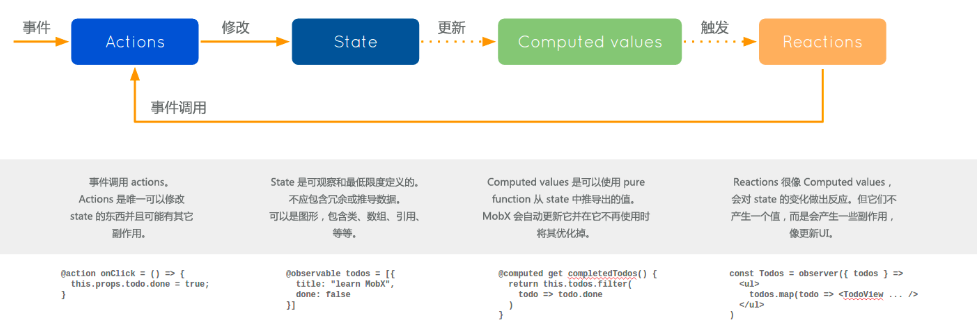 事件
Actions
修改
State
更新
Computed values
触发
Reactions
事件调用
事件调用 actions。
Actions 是唯一可以修改
state 的东西并且可能有其它
副作用。
State 是可观察和最低限度定义的。
不应包含冗余或推导数据。
可以是图形，包含类、数组、引用、
等等。
Computed values 是可以使用 pure
function 从 state 中推导出的值。
MobX 会自动更新它并在它不再使用时
将其优化掉。
Reactions 很像 Computed values，
会对 state 的变化做出反应。但它们不
产生一个值，而是会产生一些副作用，
像更新UI。
@action onClick = () => {
this.props.todo.done = true;
}
@observable todos = [{
title: "learn MobX",
done: false
}]
@computed get completedTodos() {
return this.todos.filter(
todo => todo.done
)
}
const Todos = observer({ todos } =>
<ul>
todos.map(todo => <TodoView ... />
</ul>
)